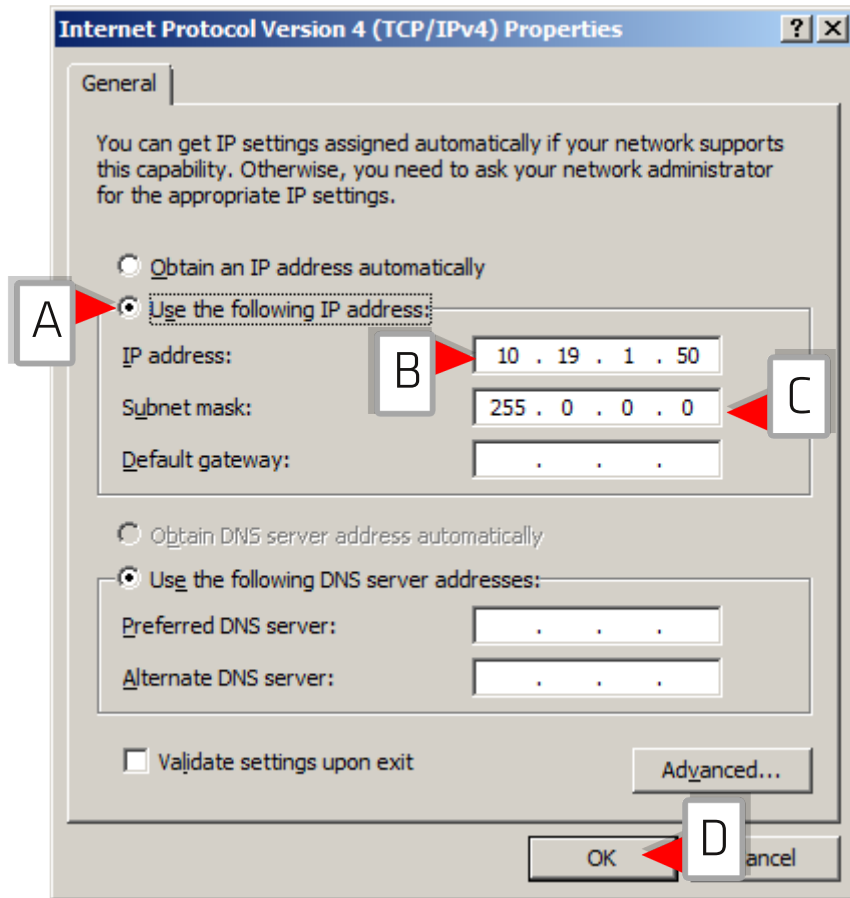 Internet Protocol Version 4 (TCP/IPv4) Properties
General
You can get IP settings assigned automatically if your network supports
this capability. Otherwise, you need to ask your network administrator
for the appropriate IP settings.
Obtain an IP address automatically
A
Use the following IP address:
IP address:
B
10 . 19 . 1 . 50
Subnet mask:
255 . 0 . 0 . 0
C
Default gateway:
. . .
Obtain DNS server address automatically
Use the following DNS server addresses:
Preferred DNS server:
. . .
Alternate DNS server:
. . .
Validate settings upon exit
Advanced...
OK
D
ancel